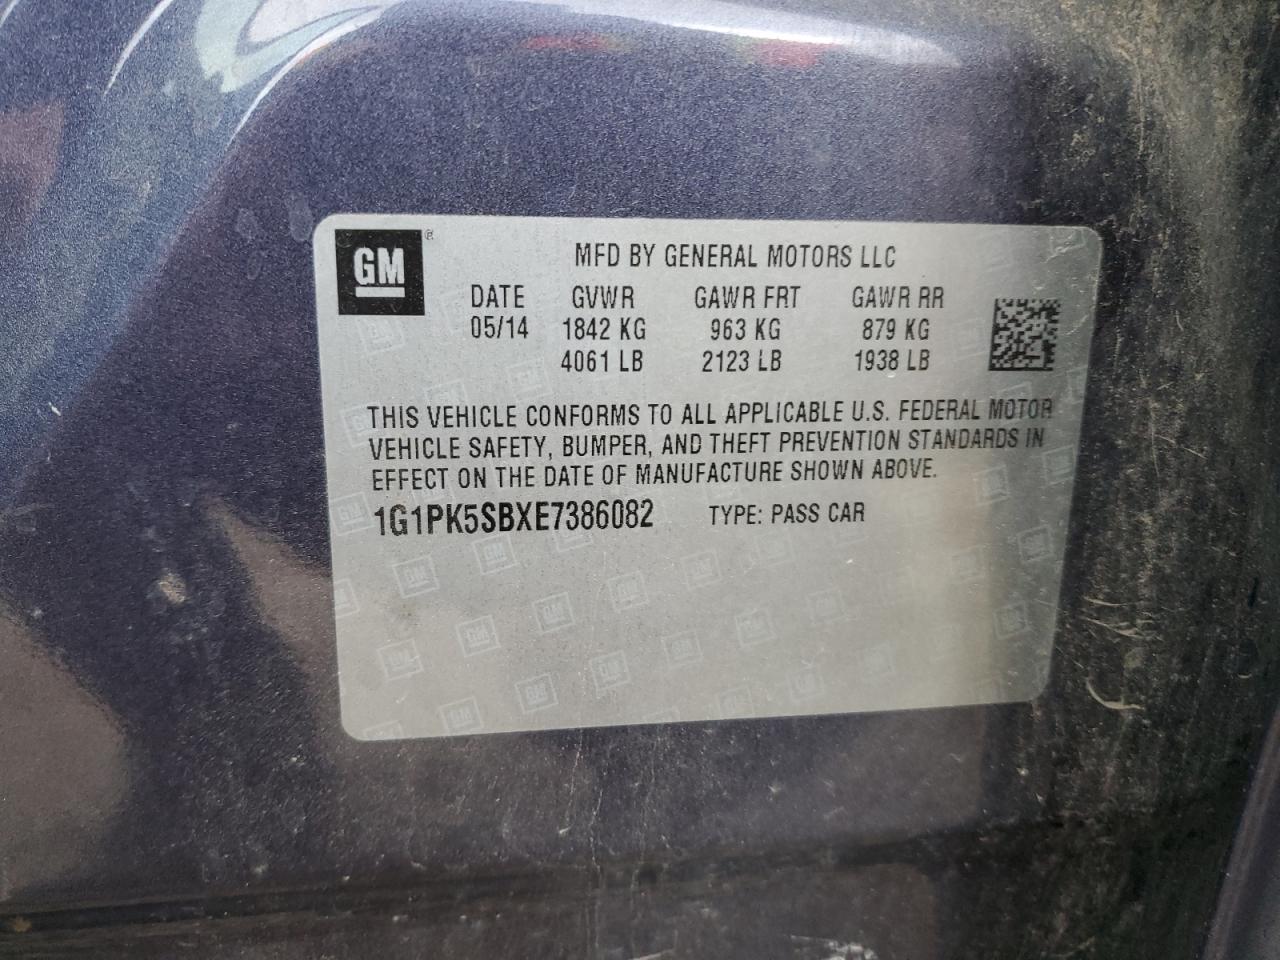 GM ®
MFD BY GENERAL MOTORS LLC
DATE GVWR GAWR FRT GAWR RR
05/14 1842 KG 963 KG 879 KG
4061 LB 2123 LB 1938 LB
THIS VEHICLE CONFORMS TO ALL APPLICABLE U.S. FEDERAL MOTOR
VEHICLE SAFETY, BUMPER, AND THEFT PREVENTION STANDARDS IN
EFFECT ON THE DATE OF MANUFACTURE SHOWN ABOVE.
1G1PK5SBXE7386082 TYPE: PASS CAR